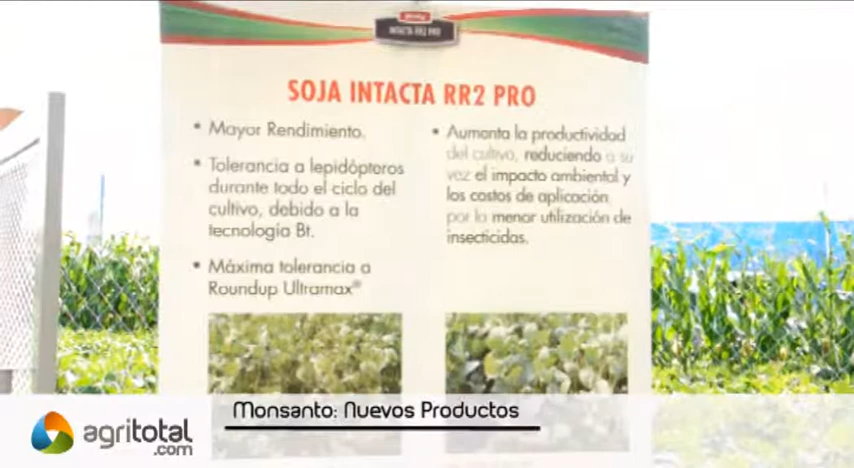 INTACTA RR2 PRO
SOJA INTACTA RR2 PRO
• Mayor Rendimiento.
• Tolerancia a lepidópteros
durante todo el ciclo del
cultivo, debido a la
tecnología Bt.
• Máxima tolerancia a
Roundup Ultramax®
• Aumenta la productividad
del cultivo, reduciendo a su
vez el impacto ambiental y
los costos de aplicación
por la menor utilización de
insecticidas.
Monsanto: Nuevos Productos
agritotal
.com